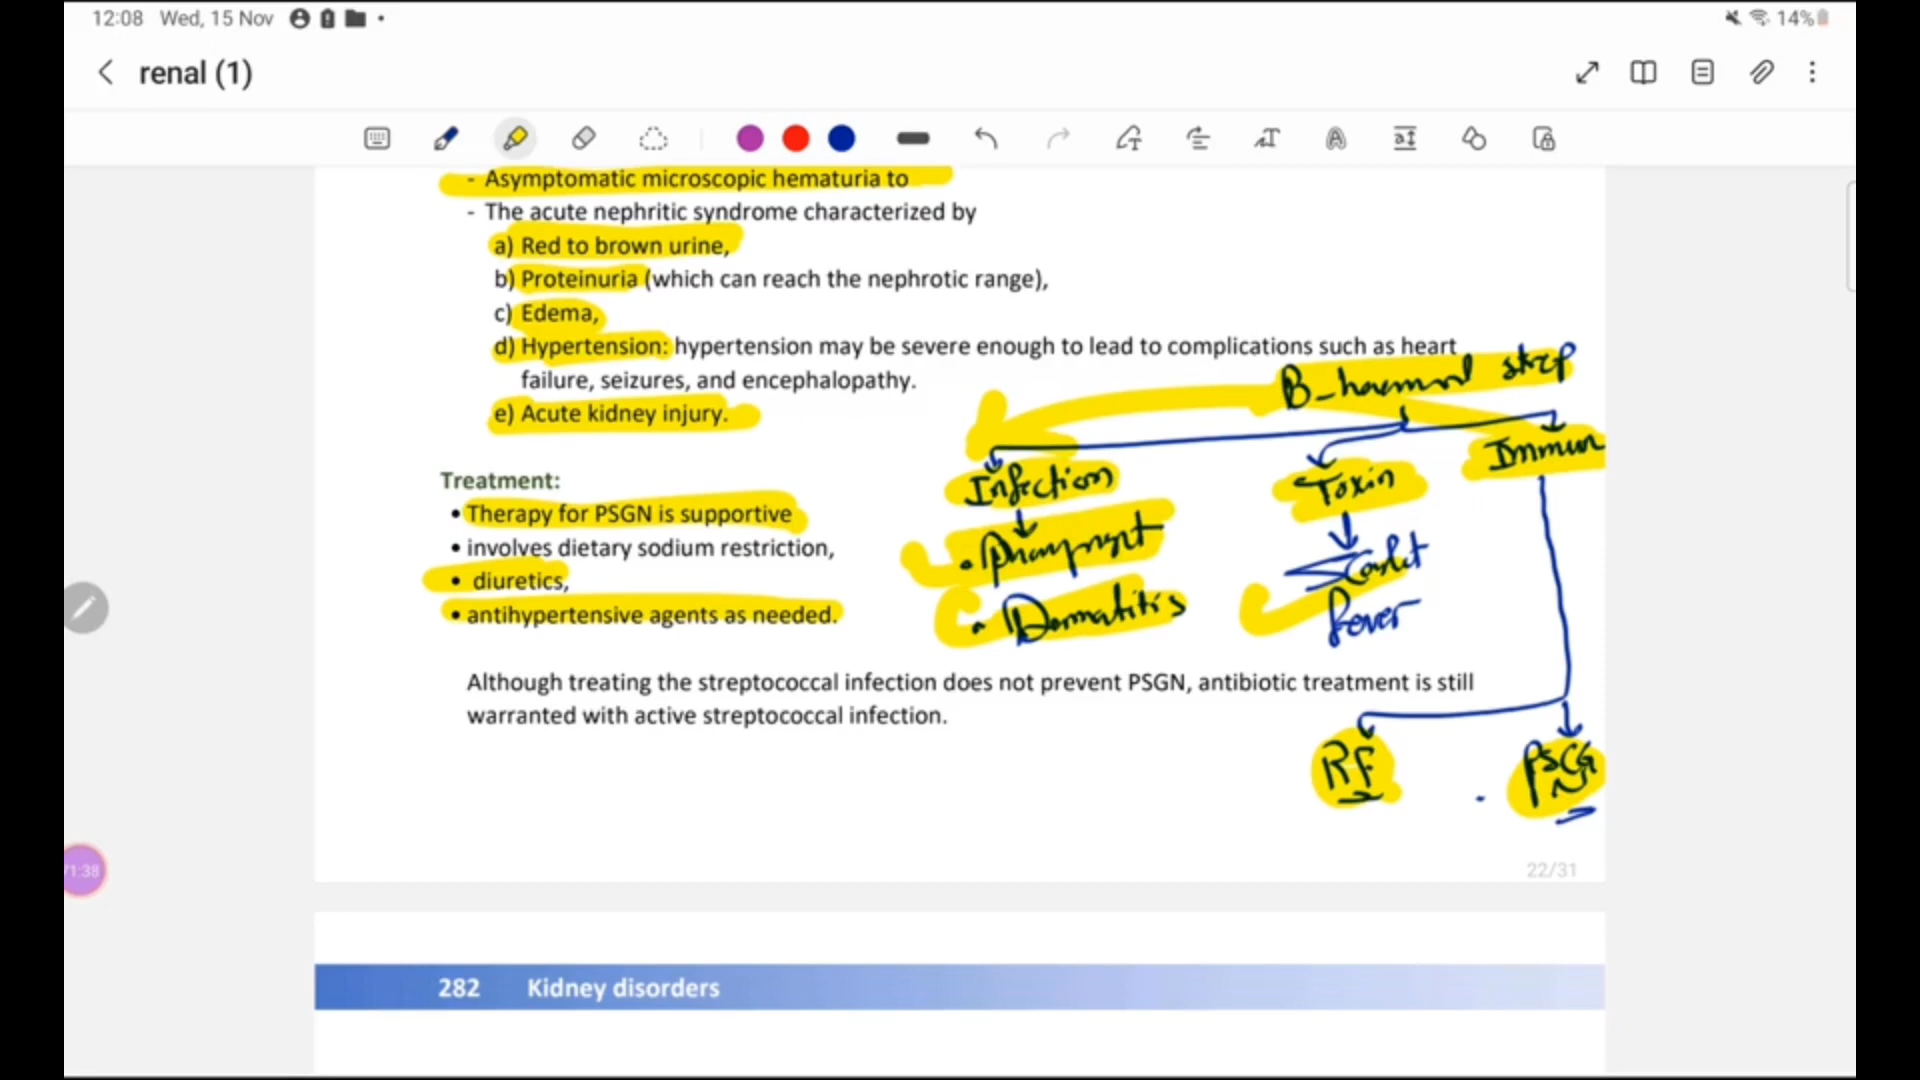 12:08 Wed, 15 Nov 14%
renal (1)
- Asymptomatic microscopic hematuria to
- The acute nephritic syndrome characterized by
a) Red to brown urine,
b) Proteinuria (which can reach the nephrotic range),
c) Edema,
d) Hypertension: hypertension may be severe enough to lead to complications such as heart
failure, seizures, and encephalopathy.
e) Acute kidney injury.
B-haemol strep
Infection
Toxin
Immun
Treatment:
• Therapy for PSGN is supportive
• involves dietary sodium restriction,
• diuretics,
• antihypertensive agents as needed.
• Dermatitis
Scarlet
fever
Although treating the streptococcal infection does not prevent PSGN, antibiotic treatment is still
warranted with active streptococcal infection.
RF
PSGN
71:38
22/31
282 Kidney disorders